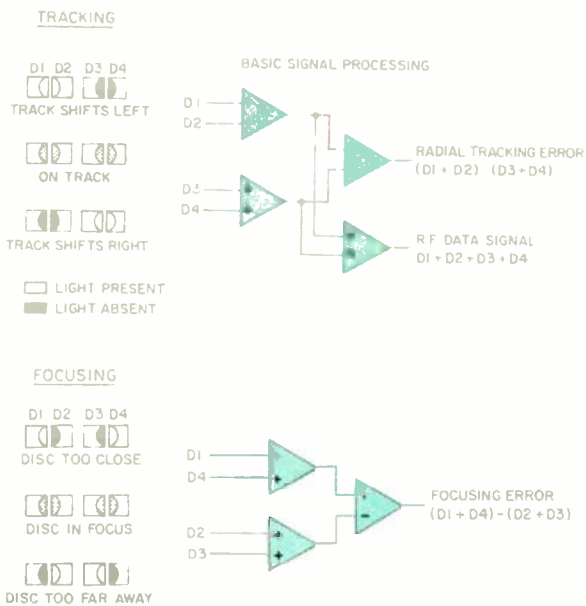 TRACKING
D1 D2 D3 D4
TRACK SHIFTS LEFT
ON TRACK
TRACK SHIFTS RIGHT
LIGHT PRESENT
LIGHT ABSENT
BASIC SIGNAL PROCESSING
D1
D2
D3
D4
RADIAL TRACKING ERROR
(D1 + D2) (D3+D4)
RF DATA SIGNAL
D1 + D2 + D3 + D4
FOCUSING
D1 D2 D3 D4
DISC TOO CLOSE
DISC IN FOCUS
DISC TOO FAR AWAY
D1
D4
D2
D3
FOCUSING ERROR
(D1 + D4) - (D2 + D3)